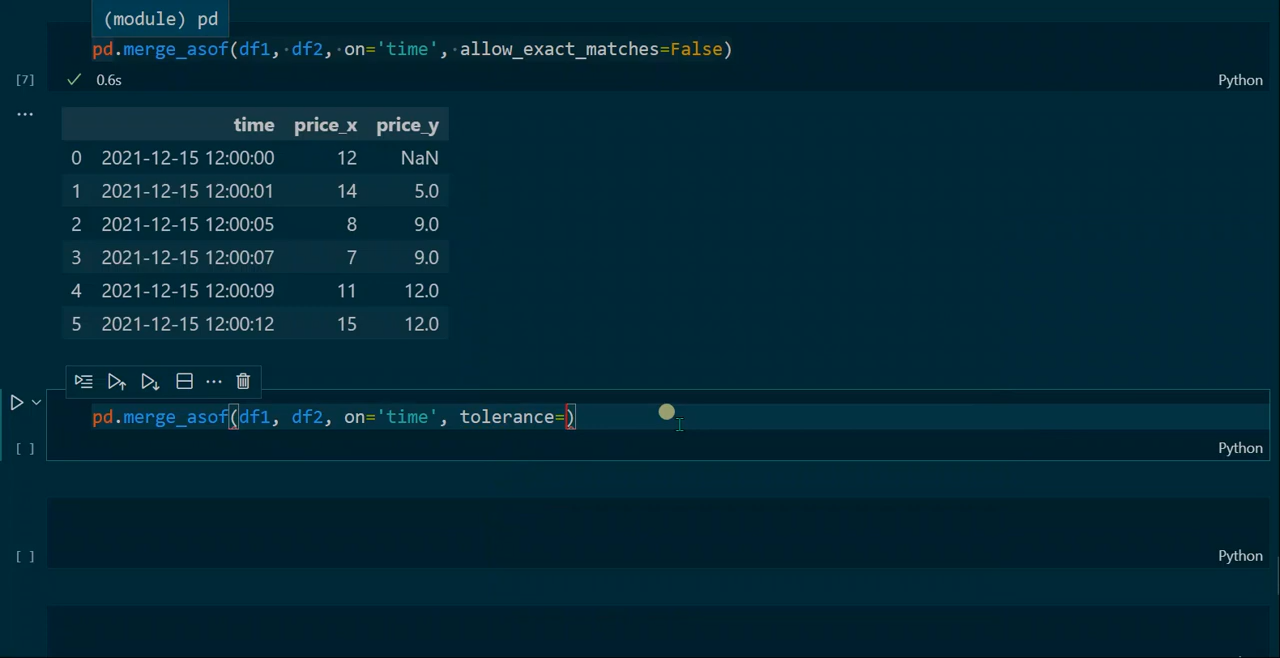 (module) pd
pd.merge_asof(df1, df2, on='time', allow_exact_matches=False)
[7] 0.6s Python
...
time price_x price_y
0 2021-12-15 12:00:00 12 NaN
1 2021-12-15 12:00:01 14 5.0
2 2021-12-15 12:00:05 8 9.0
3 2021-12-15 12:00:07 7 9.0
4 2021-12-15 12:00:09 11 12.0
5 2021-12-15 12:00:12 15 12.0
pd.merge_asof(df1, df2, on='time', tolerance=)
[ ] Python
[ ] Python